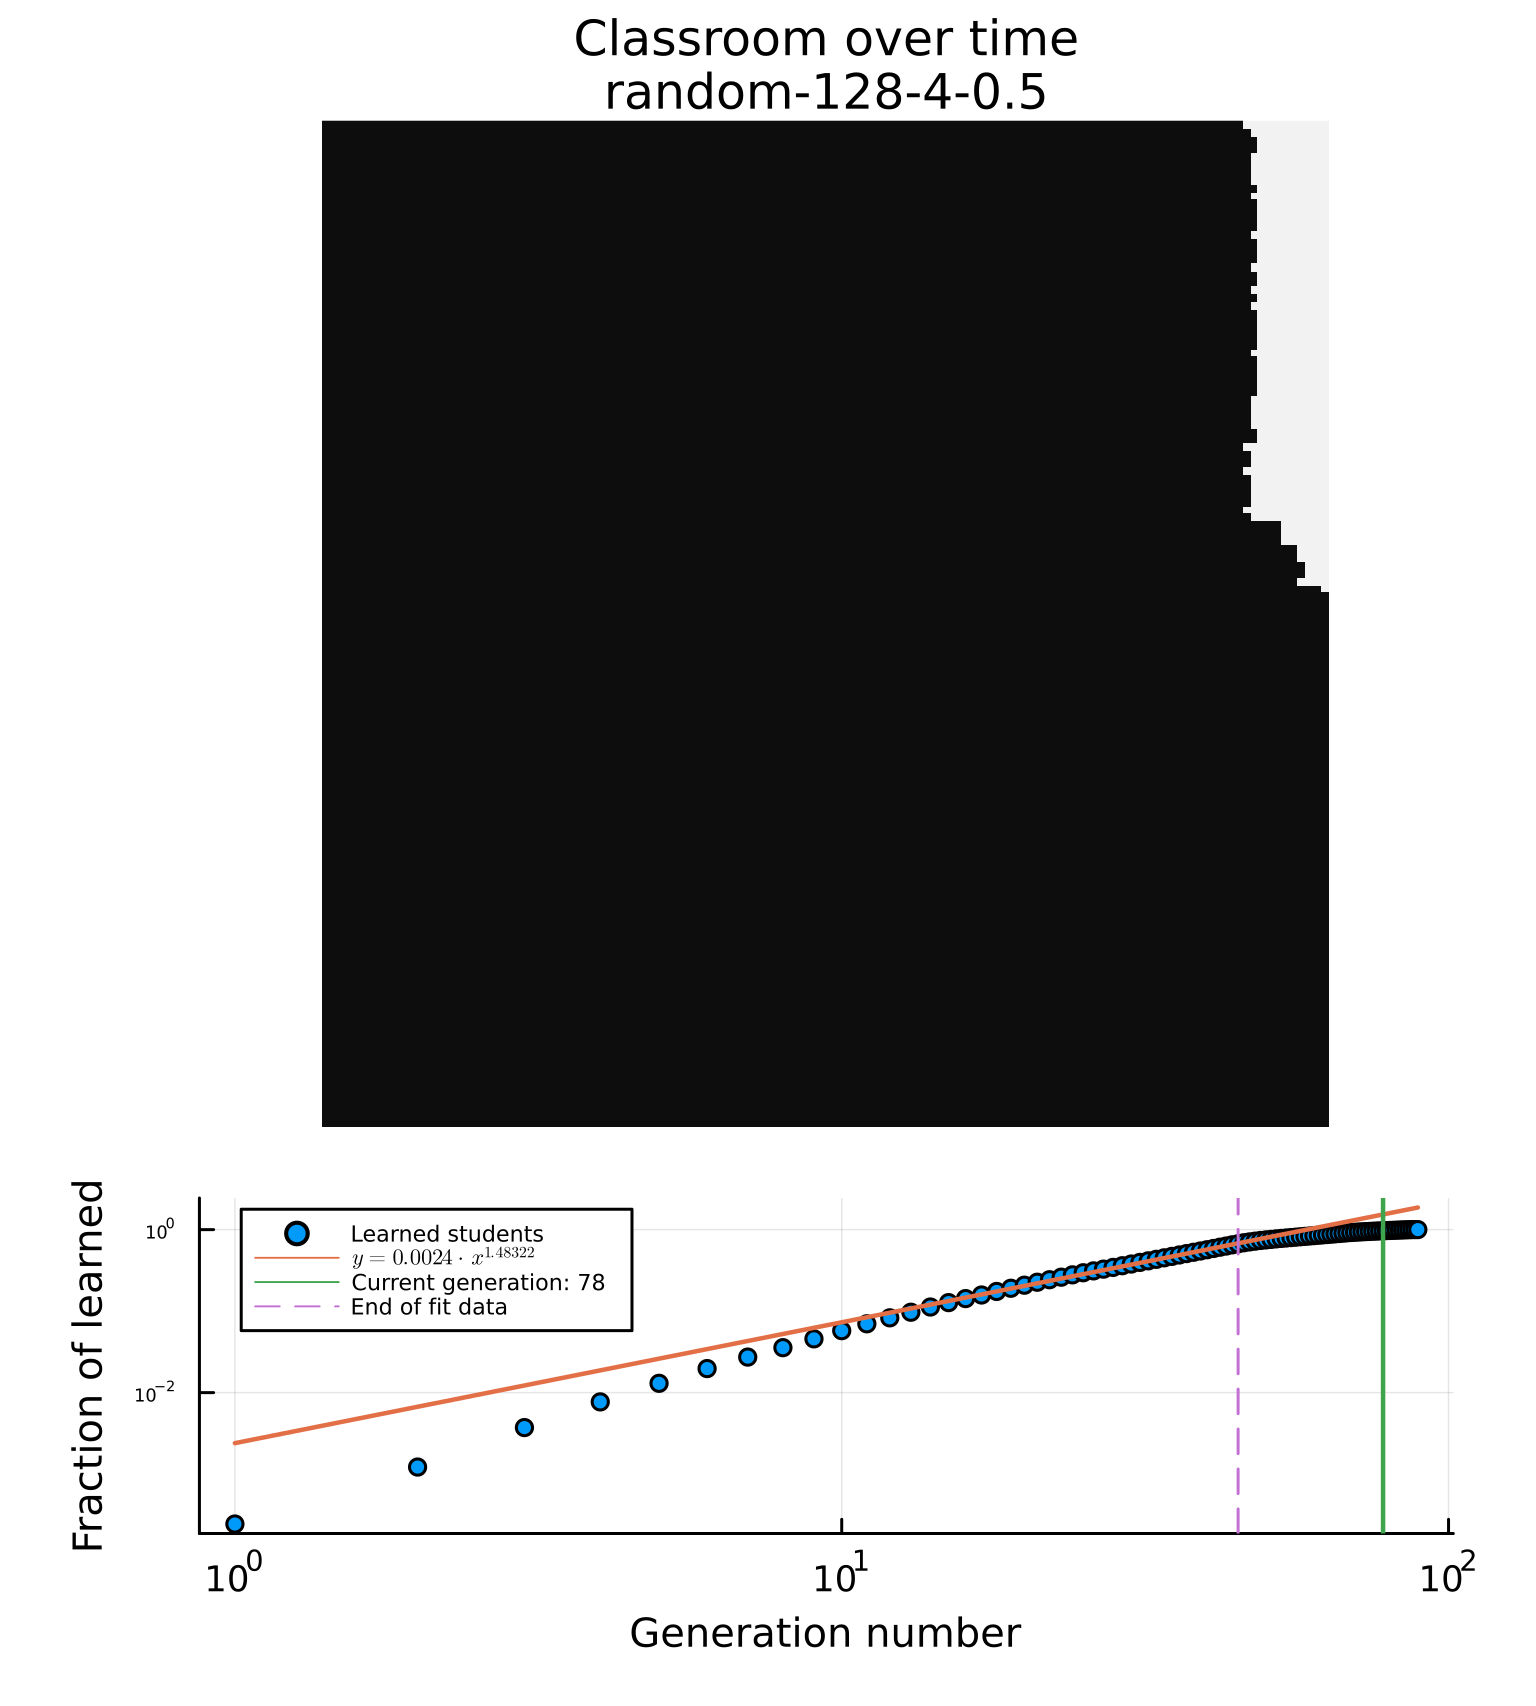 Classroom over time
random-128-4-0.5
Fraction of learned
10^0
10^−2
Learned students
y = 0.0024 · x^1.48322
Current generation: 78
End of fit data
10^0
10^1
10^2
Generation number